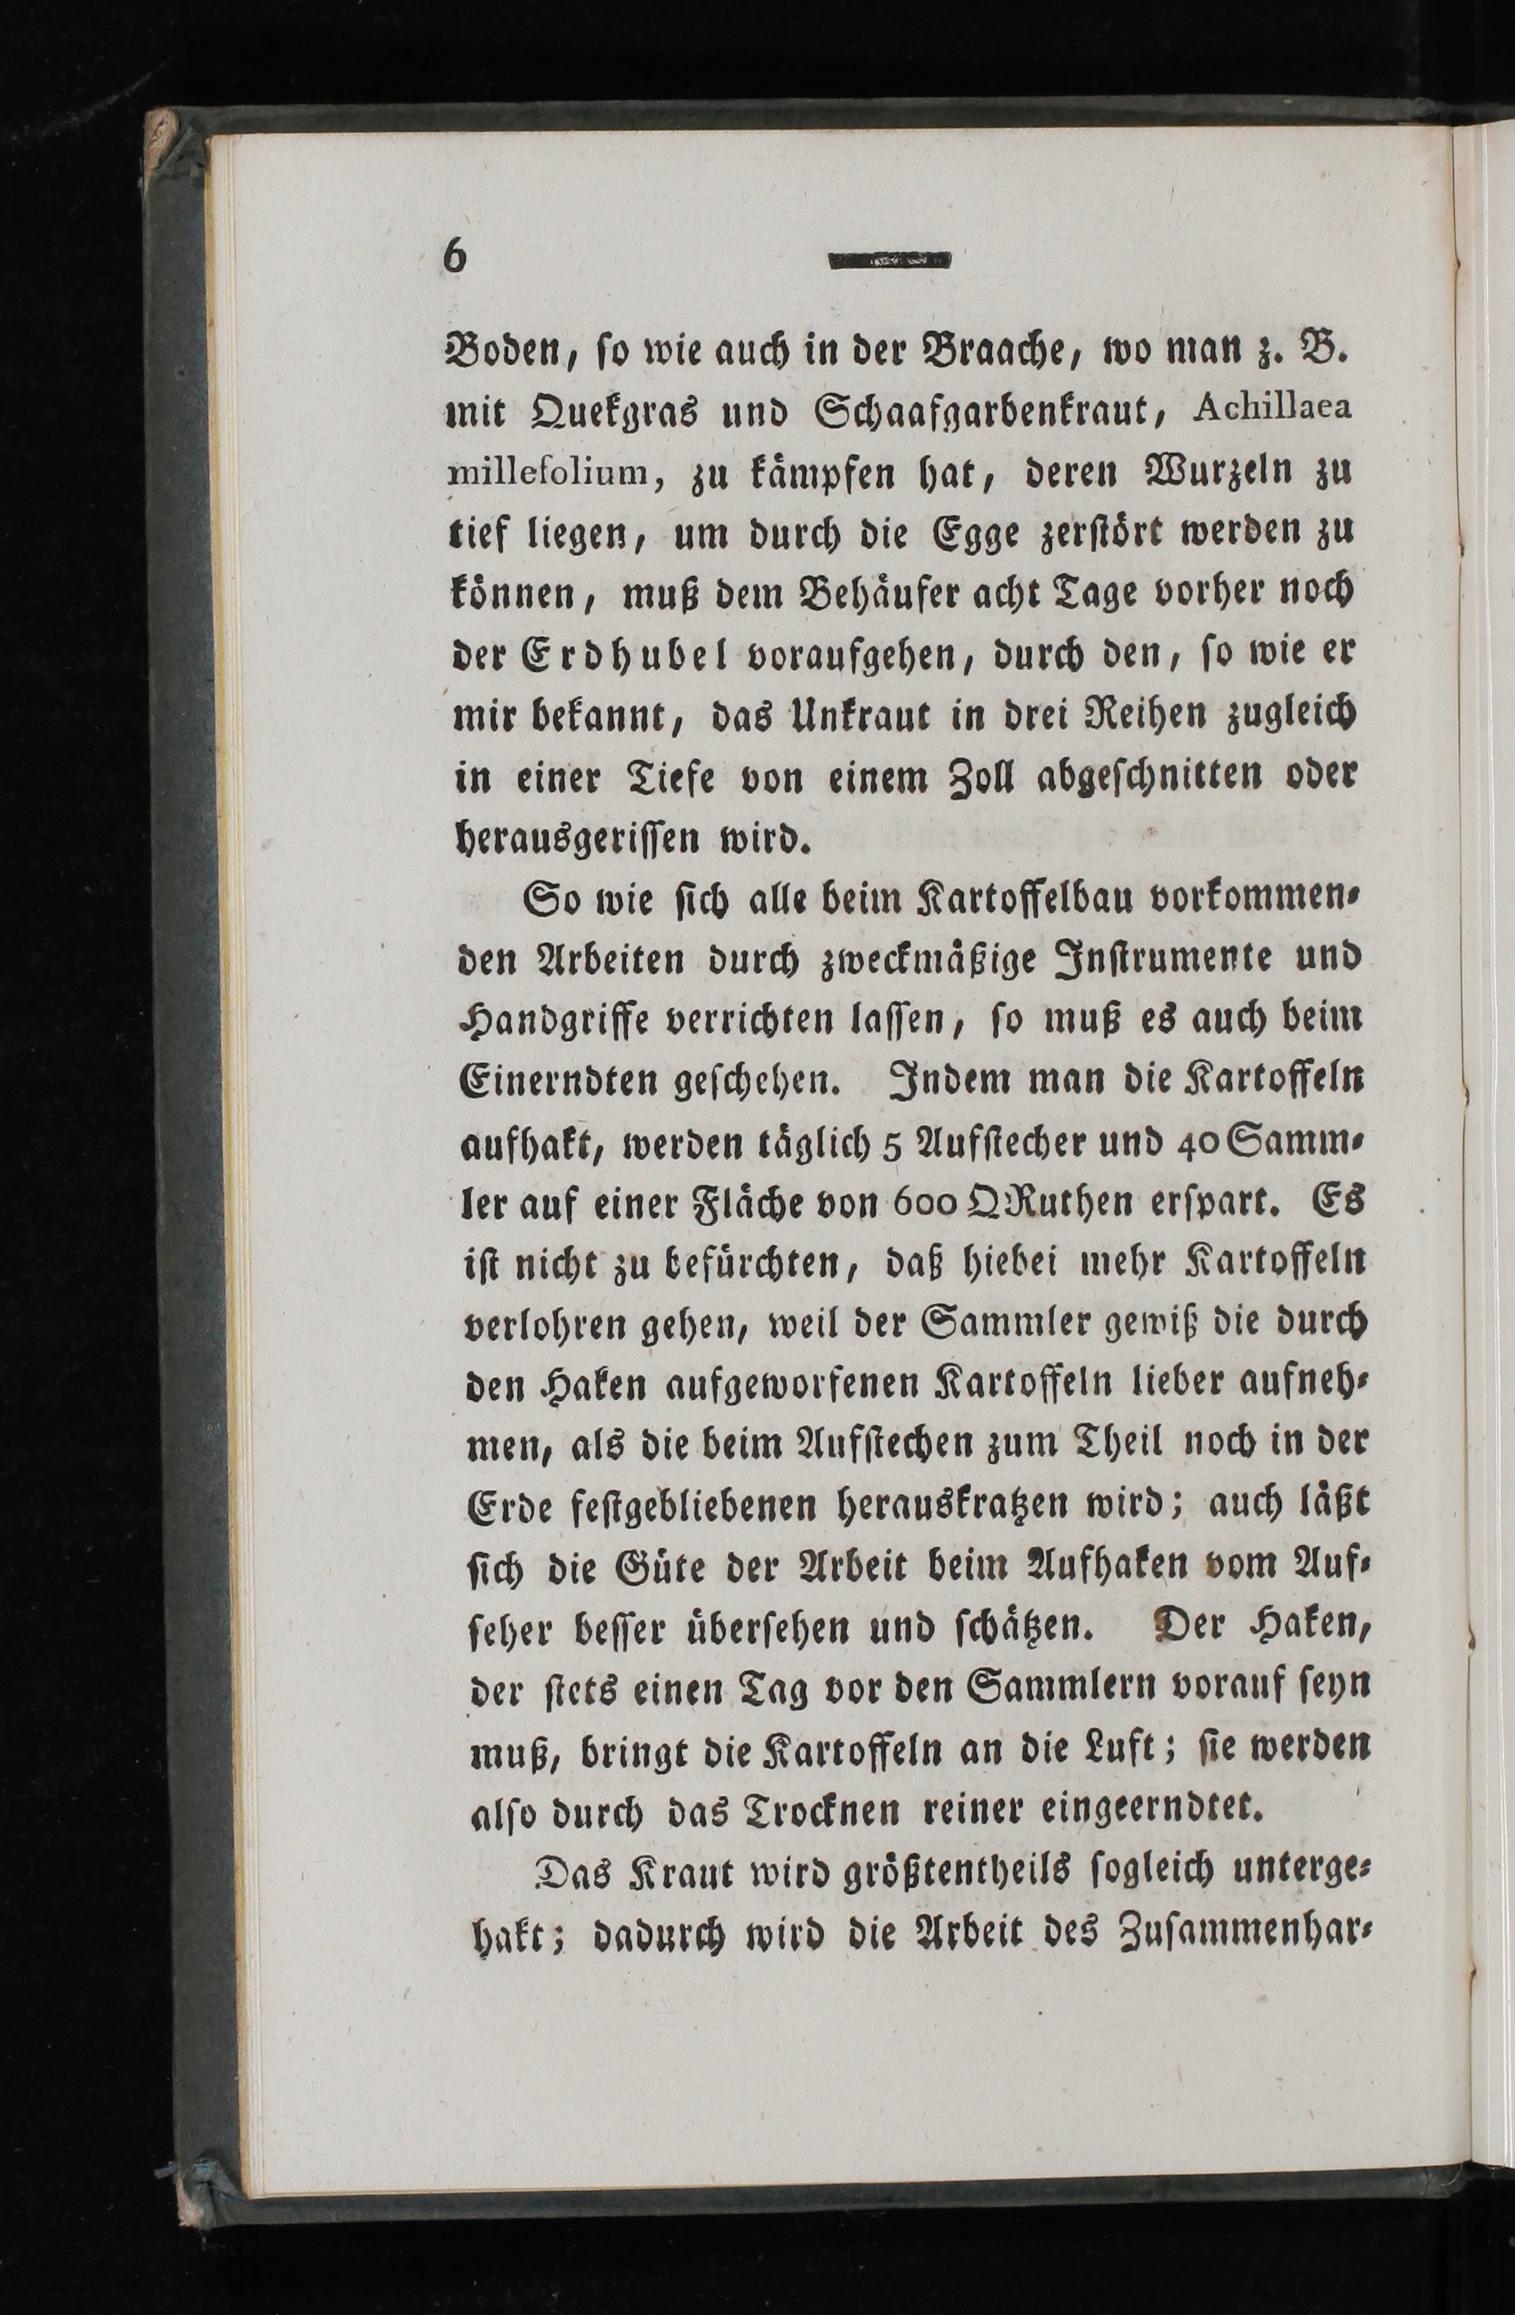 6
Boden, ſo wie auch in der Braache, wo man z. B.
mit Quekgras und Schaafgarbenkraut, Achillaea
millefolium, zu kämpfen hat, deren Wurzeln zu
tief liegen, um durch die Egge zerſtört werden zu
können, muß dem Behäufer acht Tage vorher noch
der Erdhubel voraufgehen, durch den, ſo wie er
mir bekannt, das Unkraut in drei Reihen zugleich
in einer Tiefe von einem Zoll abgeſchnitten oder
herausgeriſſen wird.
So wie ſich alle beim Kartoffelbau vorkommen⸗
den Arbeiten durch zweckmäßige Inſtrumente und
Handgriffe verrichten laſſen, ſo muß es auch beim
Einerndten geſchehen. Indem man die Kartoffeln
aufhakt, werden täglich 5 Aufſtecher und 40 Samm⸗
ler auf einer Fläche von 600 QRuthen erſpart. Es
iſt nicht zu befürchten, daß hiebei mehr Kartoffeln
verlohren gehen, weil der Sammler gewiß die durch
den Haken aufgeworfenen Kartoffeln lieber aufneh⸗
men, als die beim Aufſtechen zum Theil noch in der
Erde feſtgebliebenen herauskratzen wird; auch läßt
ſich die Güte der Arbeit beim Aufhaken vom Auf⸗
ſeher beſſer überſehen und ſchätzen. Der Haken,
der ſtets einen Tag vor den Sammlern vorauf ſeyn
muß, bringt die Kartoffeln an die Luft; ſie werden
alſo durch das Trocknen reiner eingeerndtet.
Das Kraut wird größtentheils ſogleich unterge⸗
hakt; dadurch wird die Arbeit des Zuſammenhar⸗